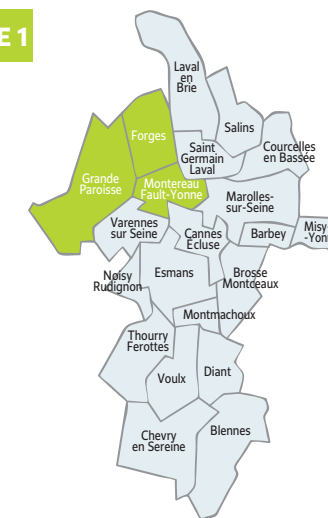 E 1
Laval
en
Brie
Salins
Forges
Saint
Germain
Laval
Courcelles
en Bassée
Grande
Paroisse
Montereau
Fault-Yonne
Marolles-
sur-Seine
Varennes
sur Seine
Cannes
Écluse
Barbey
Misy-
-Yonn
Noisy
Rudignon
Esmans
Brosse
Montceaux
Montmachoux
Thourry
Ferottes
Voulx
Diant
Chevry
en Sereine
Blennes